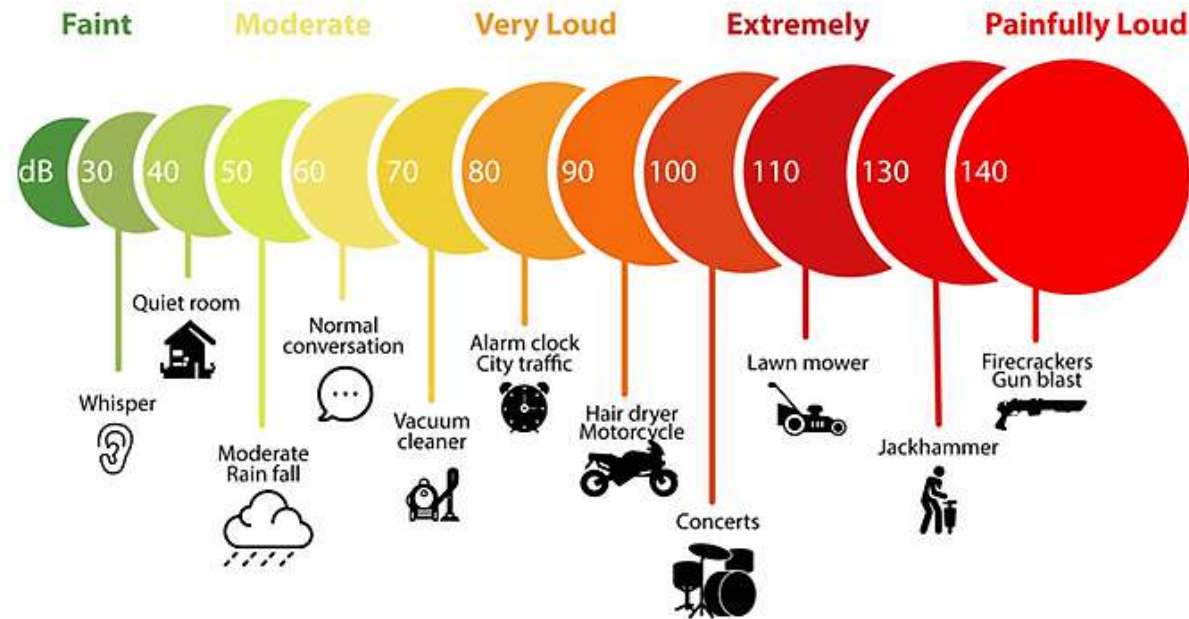 Faint Moderate Very Loud Extremely Painfully Loud
dB 30 40 50 60 70 80 90 100 110 130 140
Whisper
Quiet room
Moderate
Rain fall
Normal
conversation
Vacuum
cleaner
Alarm clock
City traffic
Hair dryer
Motorcycle
Concerts
Lawn mower
Jackhammer
Firecrackers
Gun blast